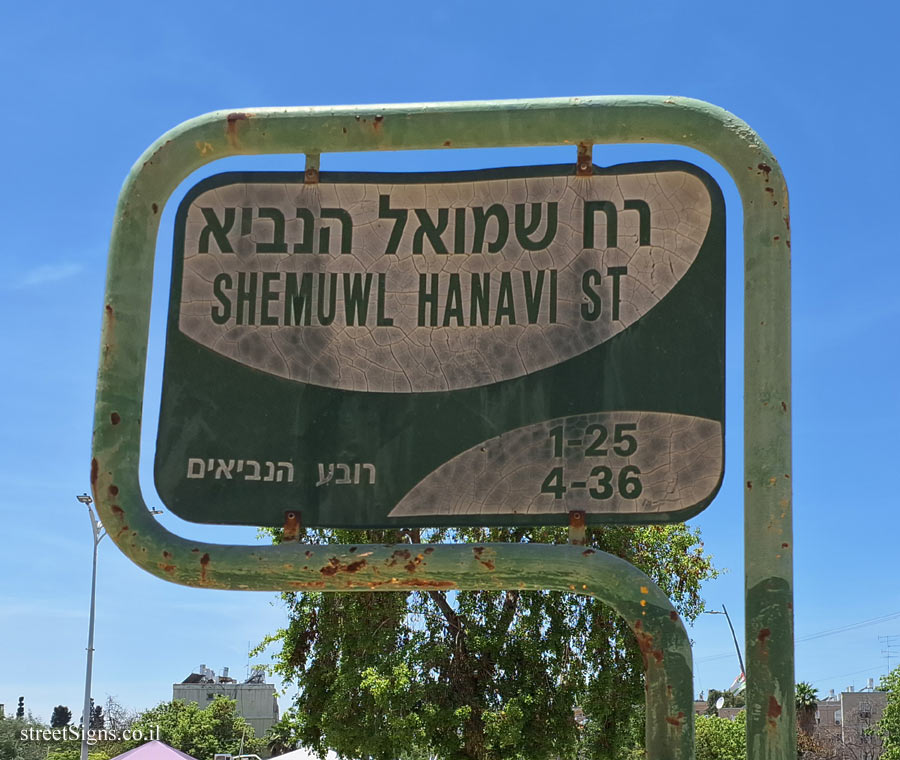 רח שמואל הנביא
SHEMUWL HANAVI ST
1-25
4-36
רובע הנביאים
streetSigns.co.il